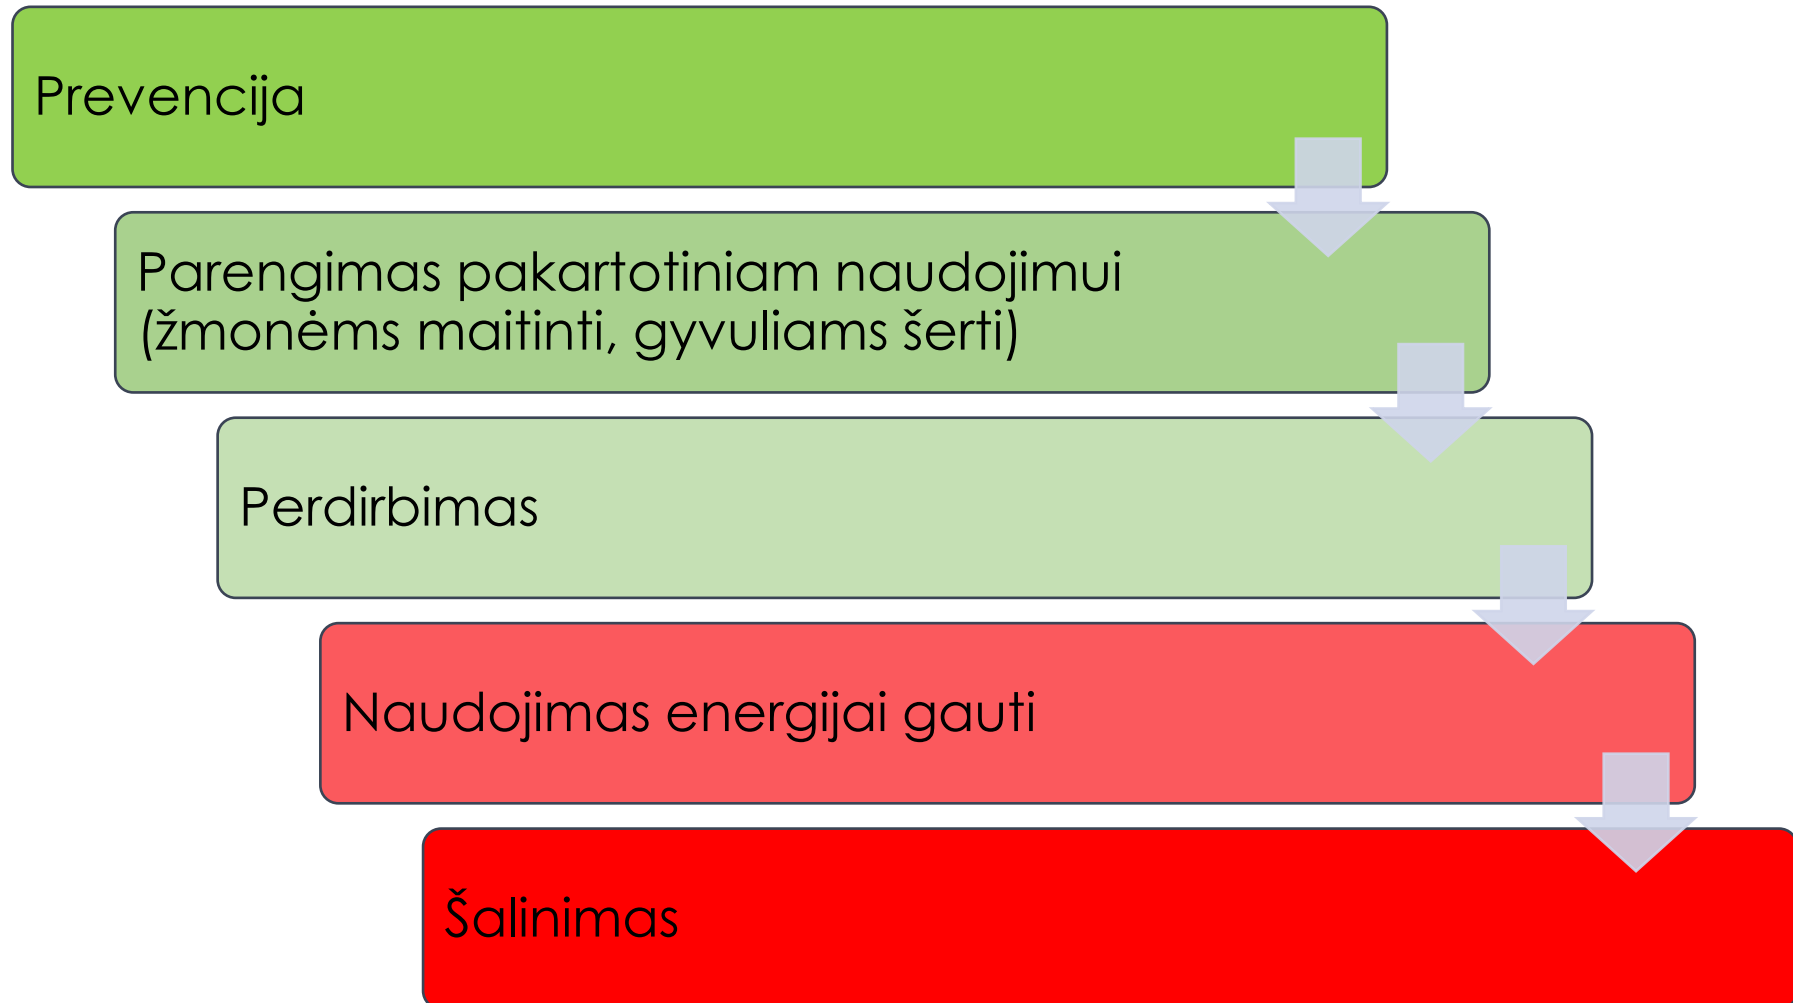 Prevencija
Parengimas pakartotiniam naudojimui
(žmonėms maitinti, gyvuliams šerti)
Perdirbimas
Naudojimas energijai gauti
Šalinimas